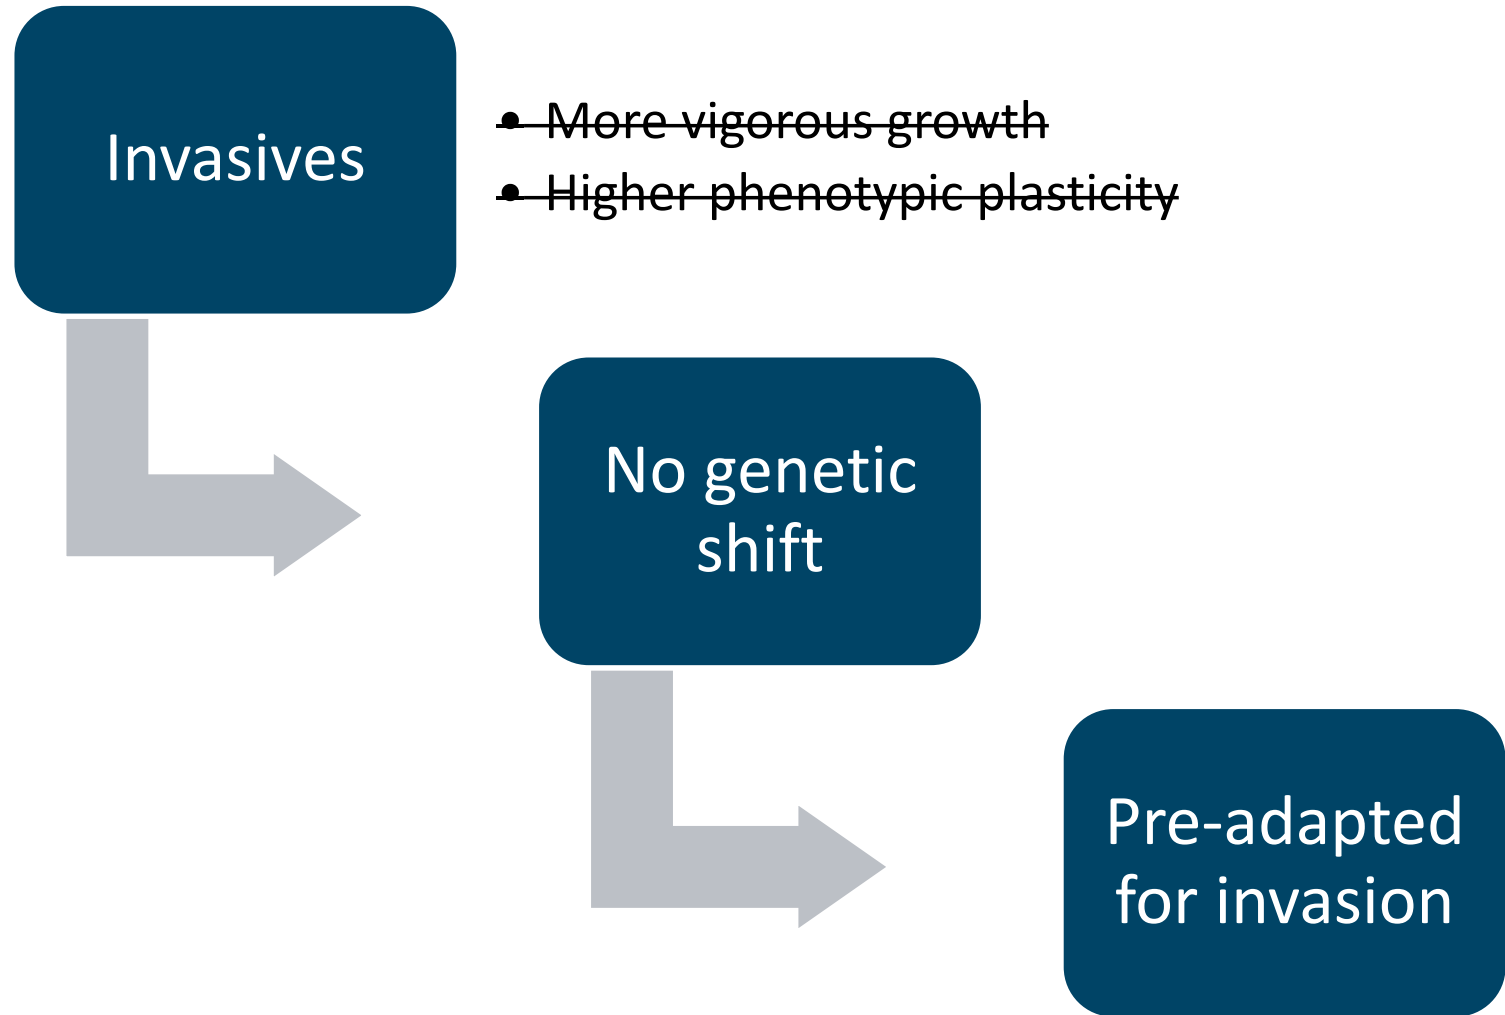 Invasives
• More vigorous growth
• Higher phenotypic plasticity
No genetic
shift
Pre-adapted
for invasion